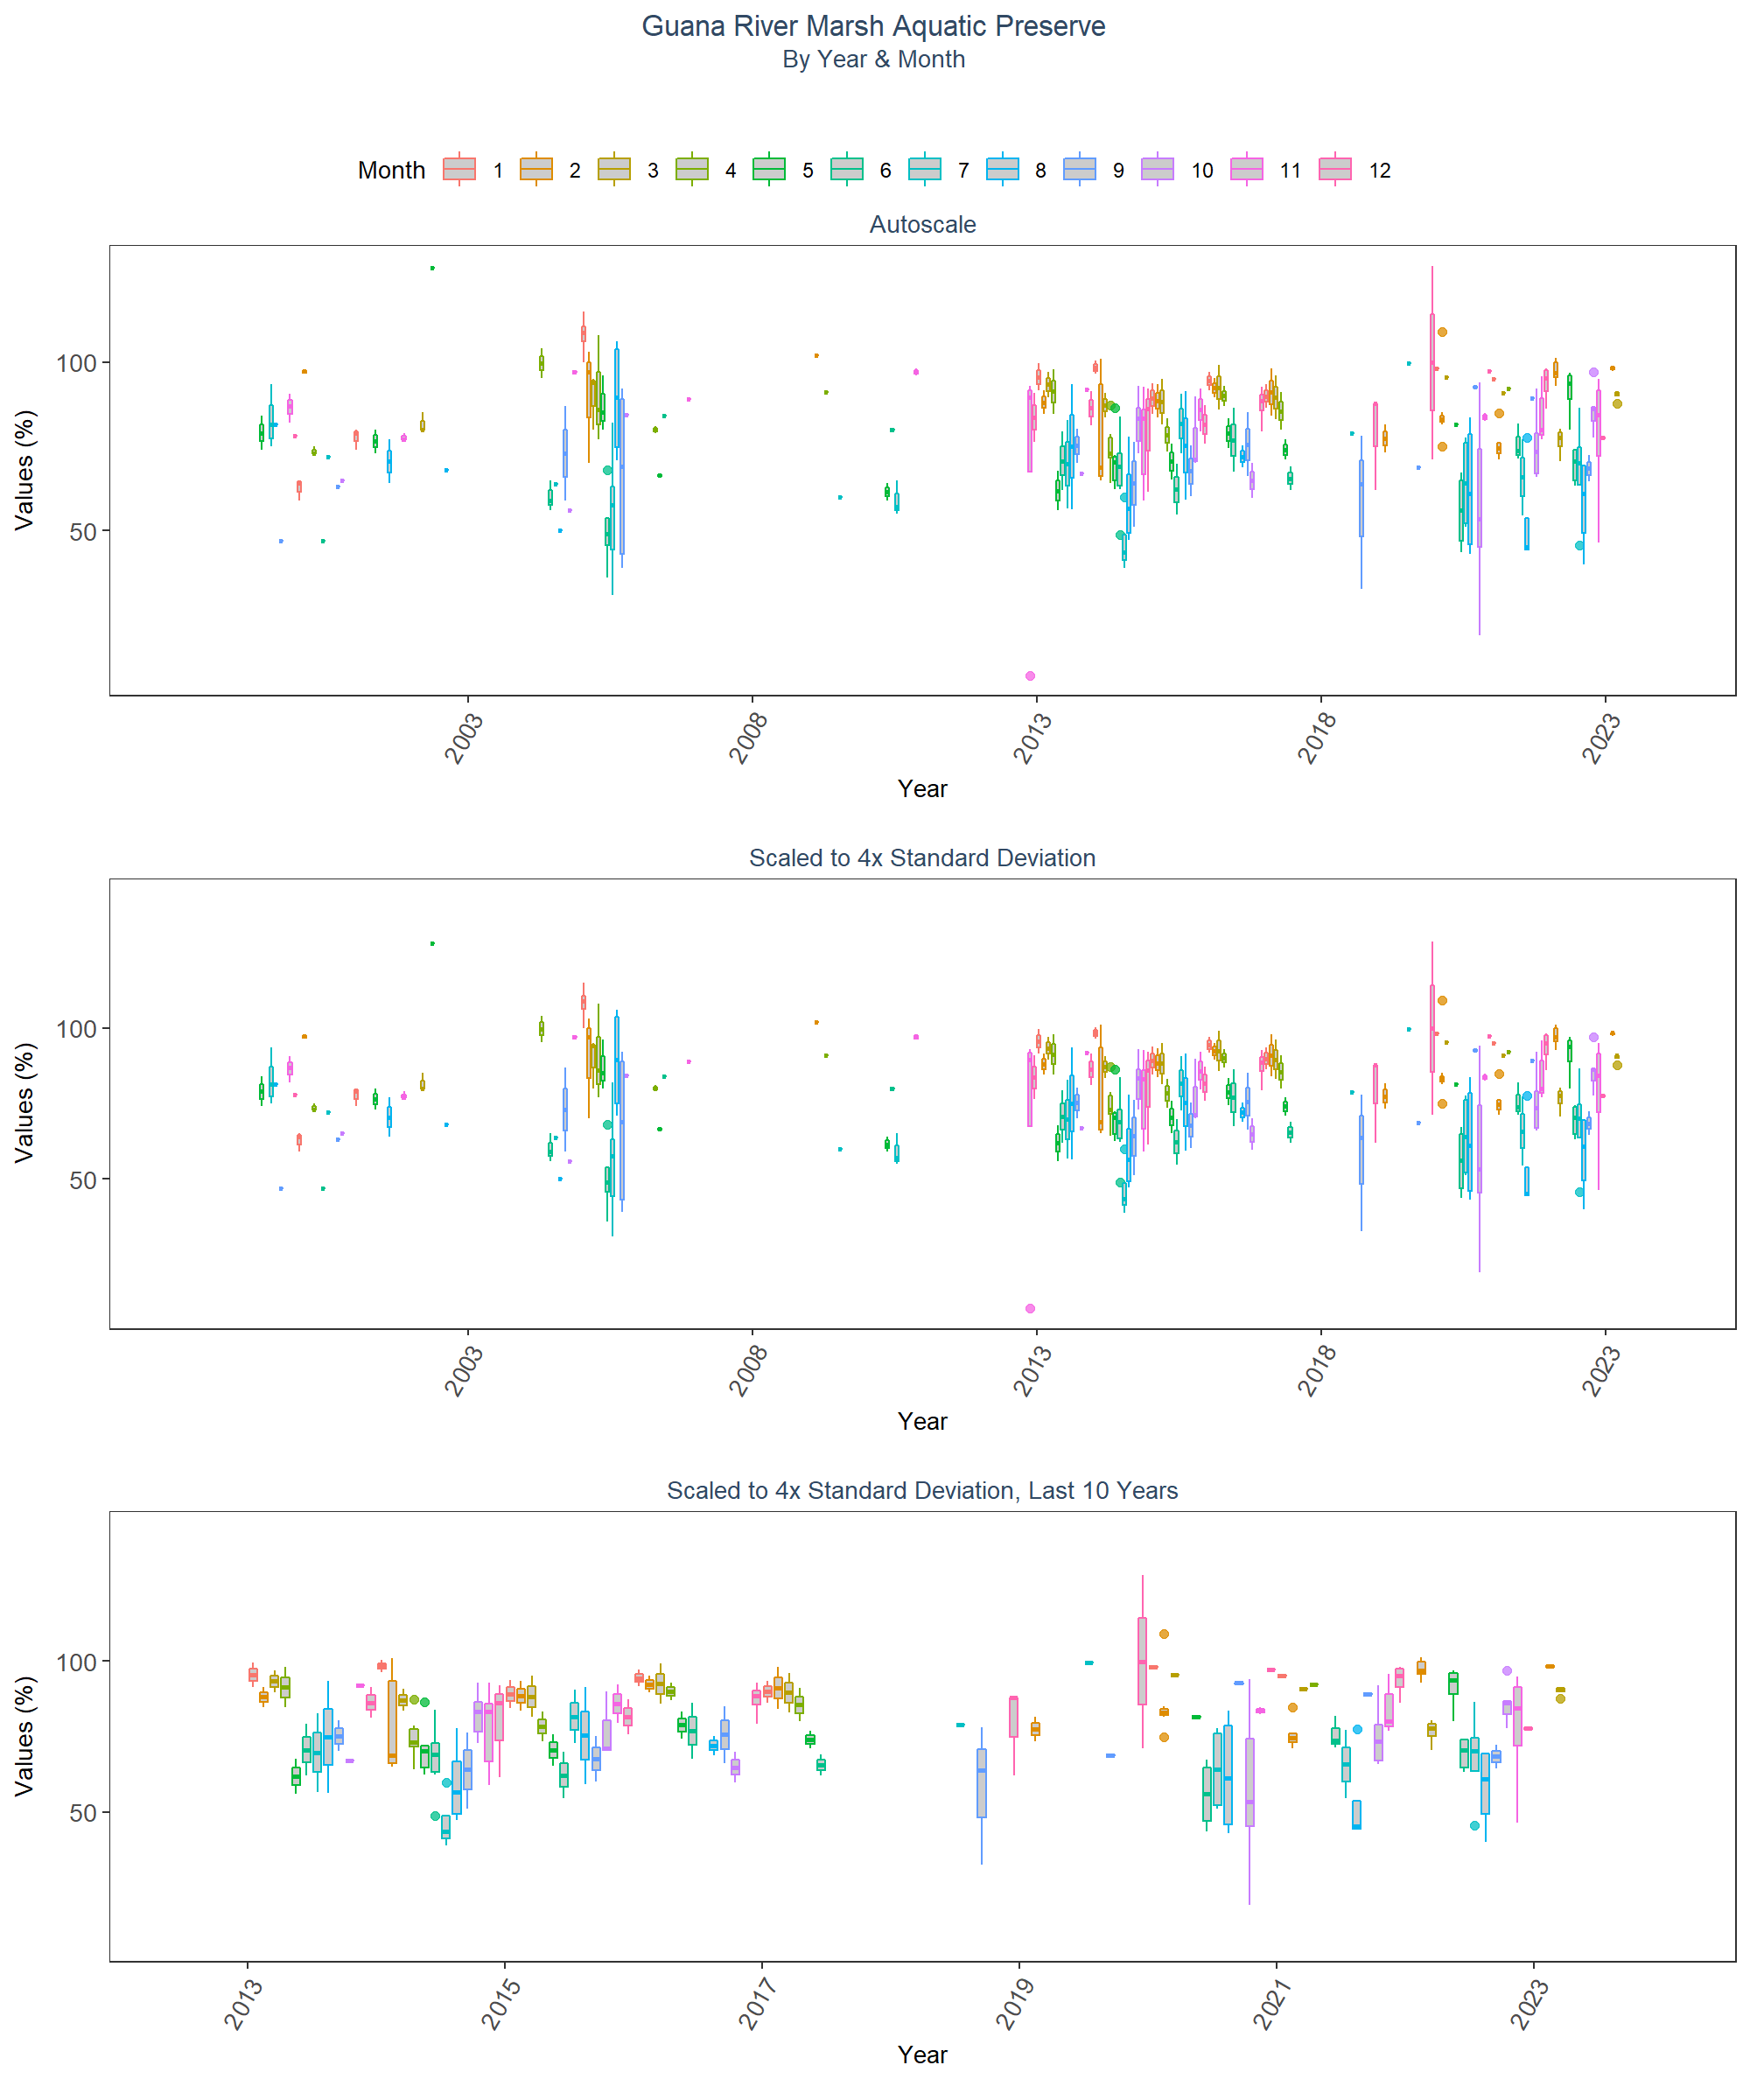 Guana River Marsh Aquatic Preserve
By Year & Month
Month 1 2 3 4 5 6 7 8 9 10 11 12
Autoscale
Values (%)
100
50
2003 2008 2013 2018 2023
Year
Scaled to 4x Standard Deviation
Values (%)
100
50
2003 2008 2013 2018 2023
Year
Scaled to 4x Standard Deviation, Last 10 Years
Values (%)
100
50
2013 2015 2017 2019 2021 2023
Year